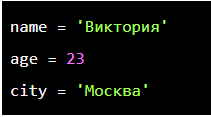 name = 'Виктория'
age = 23
city = 'Москва'